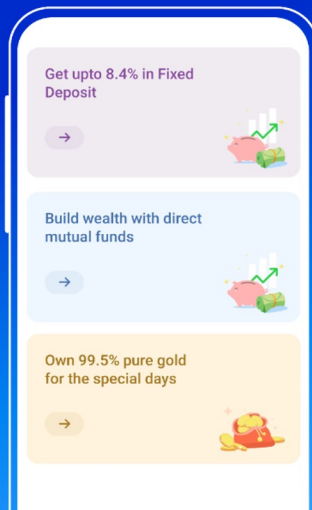 Get upto 8.4% in Fixed
Deposit
Build wealth with direct
mutual funds
Own 99.5% pure gold
for the special days